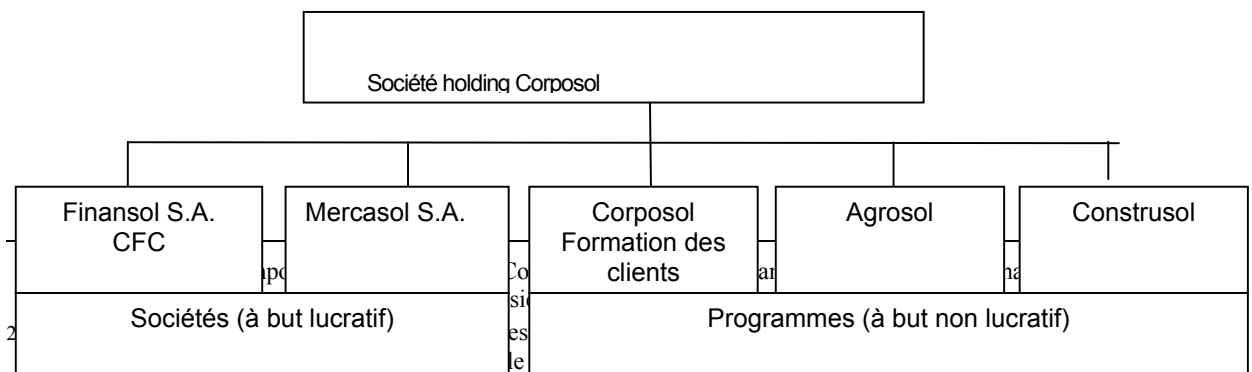 Société holding Corposol
Finansol S.A.
CFC
Mercasol S.A.
Corposol
Formation des
clients
Agrosol
Construsol
Sociétés (à but lucratif)
Programmes (à but non lucratif)
2